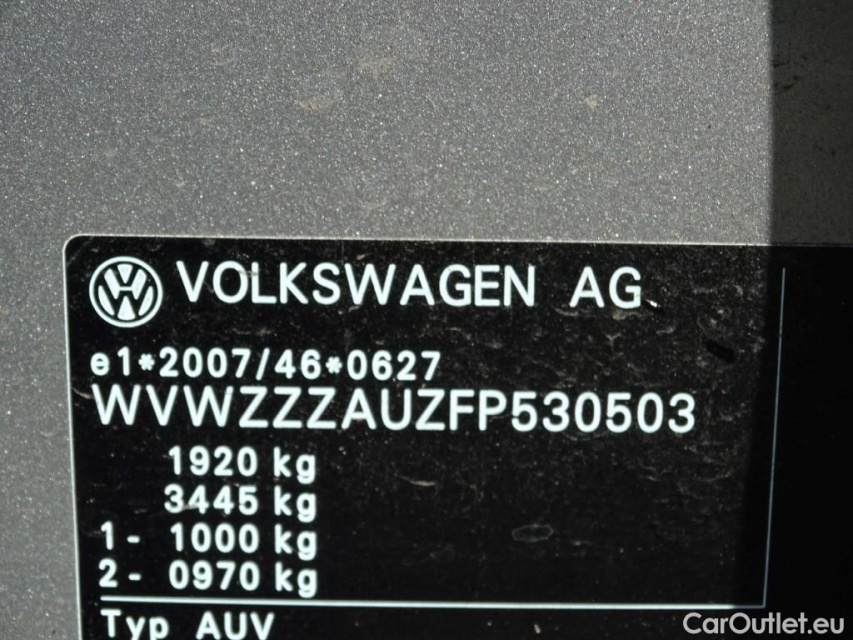 VOLKSWAGEN AG
e1*2007/46*0627
WVWZZZAUZFP530503
1920 kg
3445 kg
1- 1000 kg
2- 0970 kg
Typ AUV
CarOutlet.eu